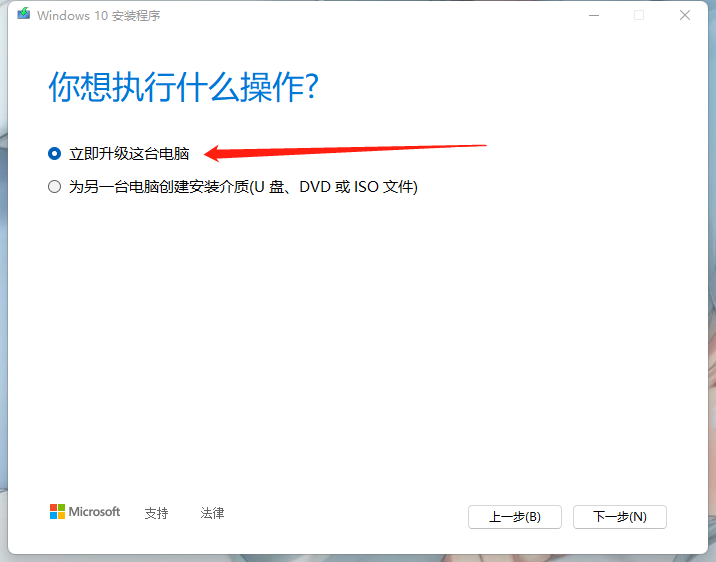 Windows 10 安装程序
你想执行什么操作?
立即升级这台电脑
为另一台电脑创建安装介质(U 盘、DVD 或 ISO 文件)
Microsoft 支持 法律 上一步(B) 下一步(N)